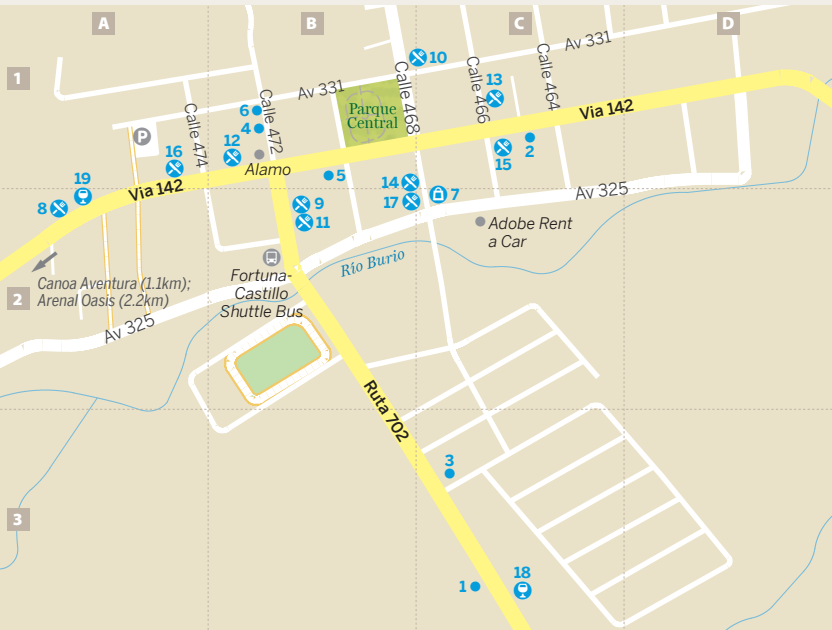 A
B
C
D
1
2
3
Av 331
10
13
Av 331
Calle 468
Calle 466
Calle 464
Parque
Central
6
4
Calle 472
Calle 474
P
12
16
Alamo
Via 142
2
15
5
14
17
7
Av 325
19
8
Via 142
9
11
Adobe Rent
a Car
Río Burio
Fortuna-
Castillo
Shuttle Bus
Canoa Aventura (1.1km);
Arenal Oasis (2.2km)
Av 325
Ruta 702
3
1
18